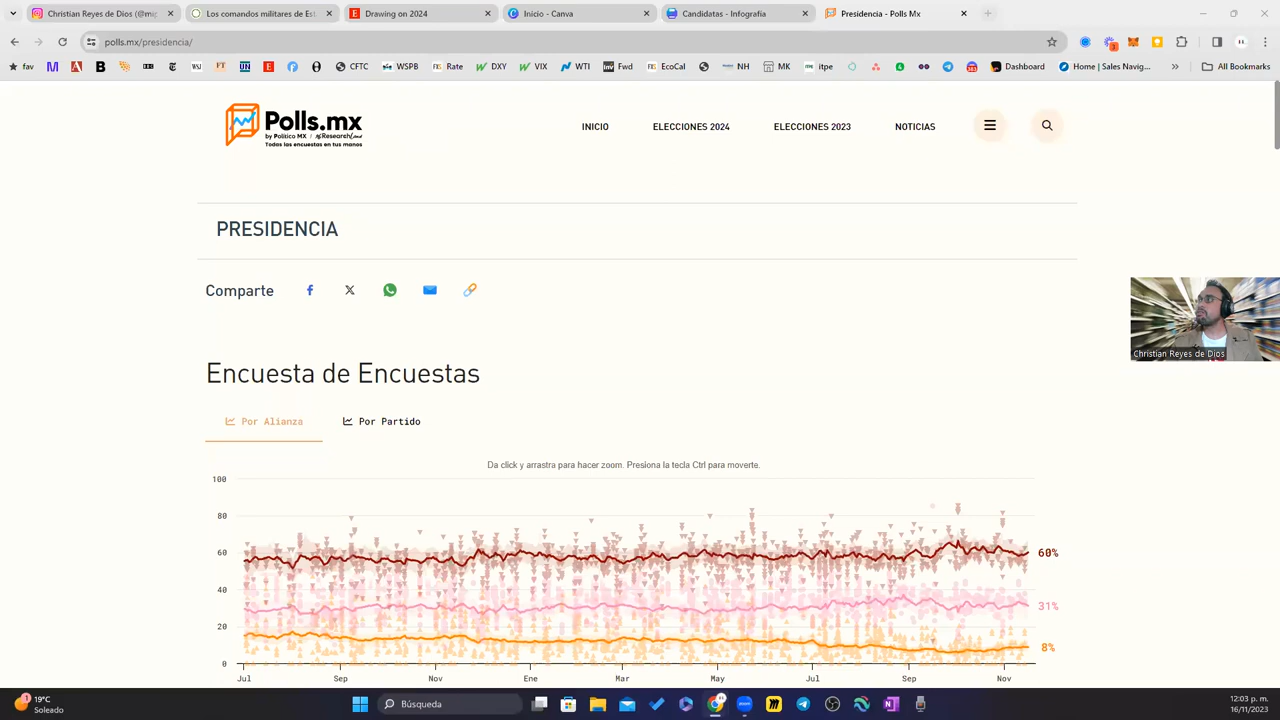 Christian Reyes de Dios (@mig
Los comandos militares de Est
Drawing on 2024
Inicio - Canva
Candidatas - Infografía
Presidencia - Polls Mx
polls.mx/presidencia/
fav
CFTC
WSPB
Rate
DXY
VIX
WTI
Fwd
EcoCal
NH
MK
itpe
Dashboard
Home | Sales Navig...
All Bookmarks
Polls.mx
by Político MX | ResearchLand
Todas las encuestas en tus manos
INICIO
ELECCIONES 2024
ELECCIONES 2023
NOTICIAS
PRESIDENCIA
Comparte
Encuesta de Encuestas
Por Alianza
Por Partido
Da click y arrastra para hacer zoom. Presiona la tecla Ctrl para moverte.
100
80
60
40
20
0
60%
31%
8%
Jul
Sep
Nov
Ene
Mar
May
Jul
Sep
Nov
Christian Reyes de Dios
19°C
Soleado
Búsqueda
12:03 p. m.
16/11/2023